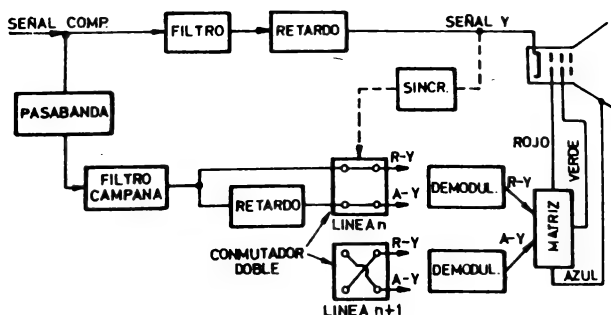 SEÑAL COMP.
FILTRO
RETARDO
SEÑAL Y
SINCR.
PASABANDA
FILTRO
CAMPANA
RETARDO
R-Y
A-Y
LINEA n
CONMUTADOR
DOBLE
R-Y
A-Y
LINEA n+1
DEMODUL.
DEMODUL.
R-Y
A-Y
MATRIZ
ROJO
VERDE
AZUL